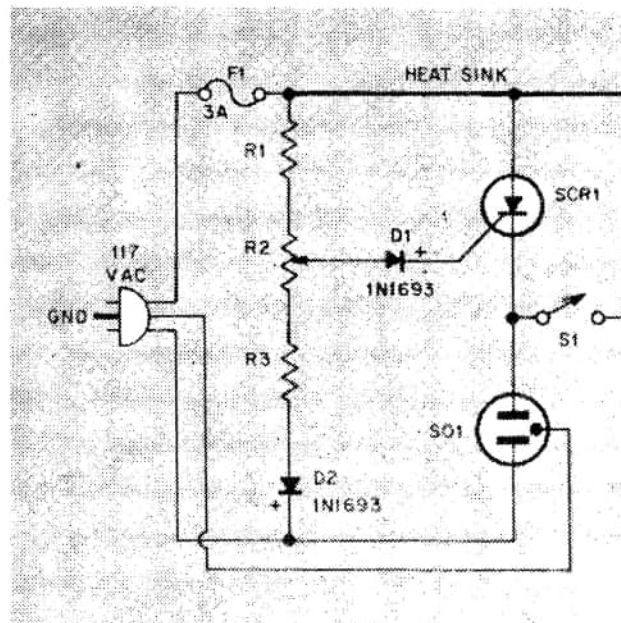 F1
3A
HEAT SINK
R1
SCR1
R2
D1
+
1N1693
117
VAC
GND
S1
R3
SO1
D2
+
1N1693